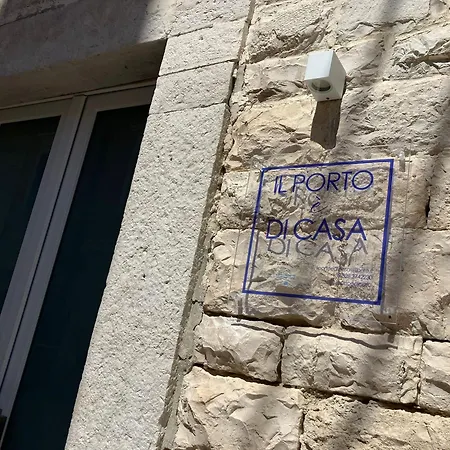 IL PORTO
è
DI CASA